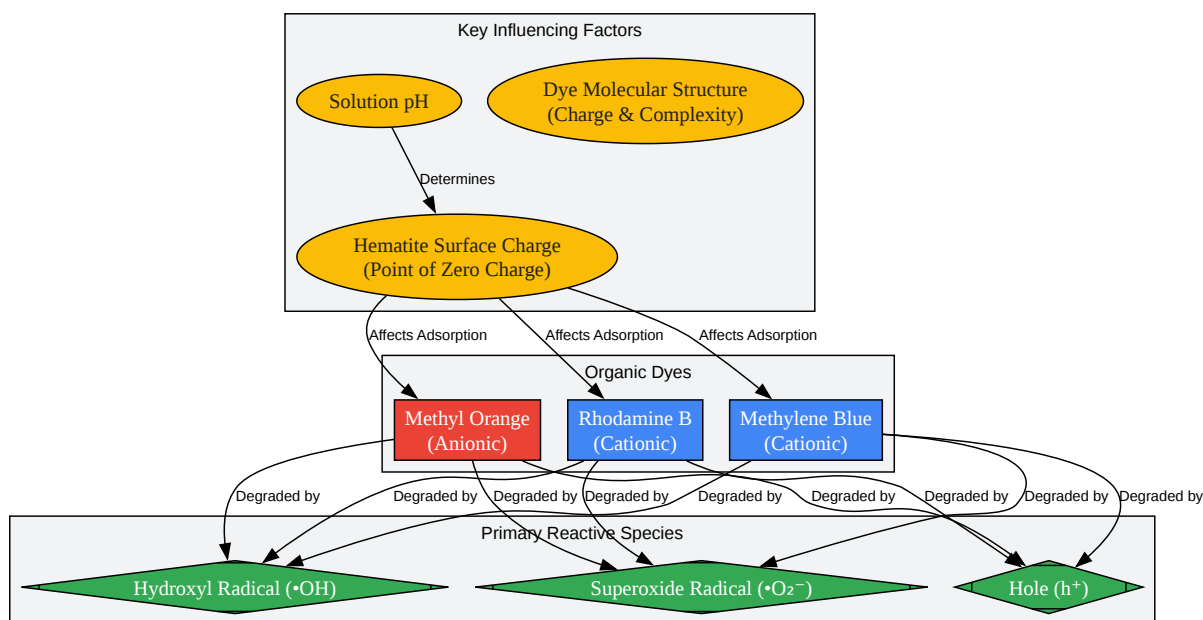 Key Influencing Factors
Solution pH
Dye Molecular Structure
(Charge & Complexity)
Determines
Hematite Surface Charge
(Point of Zero Charge)
Affects Adsorption
Affects Adsorption
Affects Adsorption
Organic Dyes
Methyl Orange
(Anionic)
Rhodamine B
(Cationic)
Methylene Blue
(Cationic)
Degraded by
Degraded by
Degraded by
Degraded by
Degraded by
Degraded by
Degraded by
Degraded by
Degraded by
Primary Reactive Species
Hydroxyl Radical (•OH)
Superoxide Radical (•O₂⁻)
Hole (h⁺)